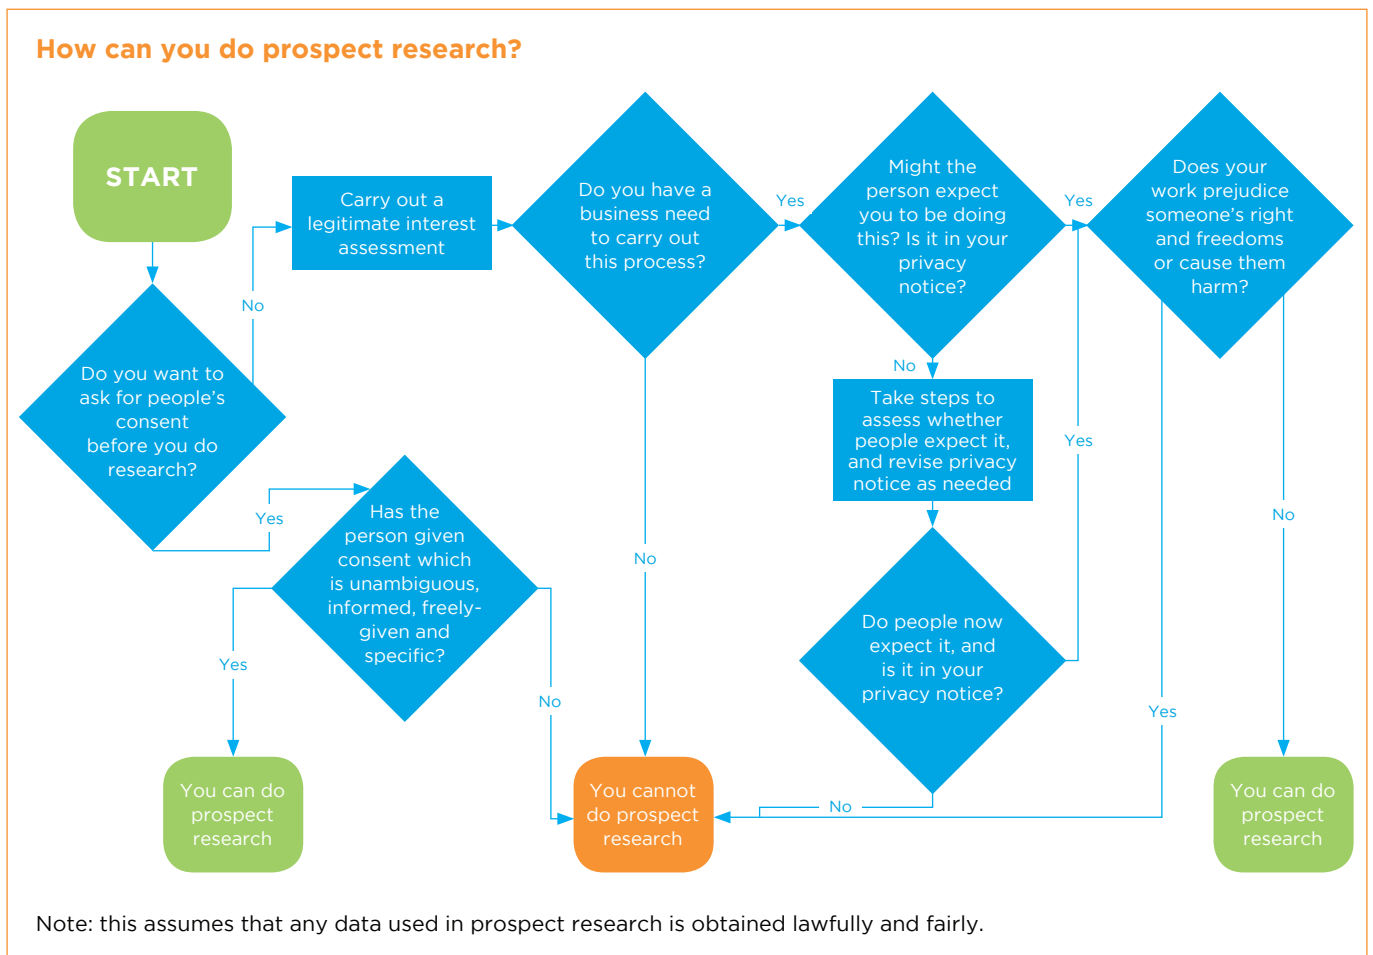 How can you do prospect research?
START
Do you want to
ask for people's
consent
before you do
research?
No
Carry out a
legitimate interest
assessment
Do you have a
business need
to carry out
this process?
Yes
Might the
person expect
you to be doing
this? Is it in your
privacy
notice?
Yes
Does your
work prejudice
someone's right
and freedoms
or cause them
harm?
No
Take steps to
assess whether
people expect it,
and revise privacy
notice as needed
Yes
Do people now
expect it, and
is it in your
privacy notice?
Yes
Has the
person given
consent which
is unambiguous,
informed, freely-
given and
specific?
No
No
Yes
No
Yes
No
You can do
prospect
research
You cannot
do prospect
research
You can do
prospect
research
Note: this assumes that any data used in prospect research is obtained lawfully and fairly.